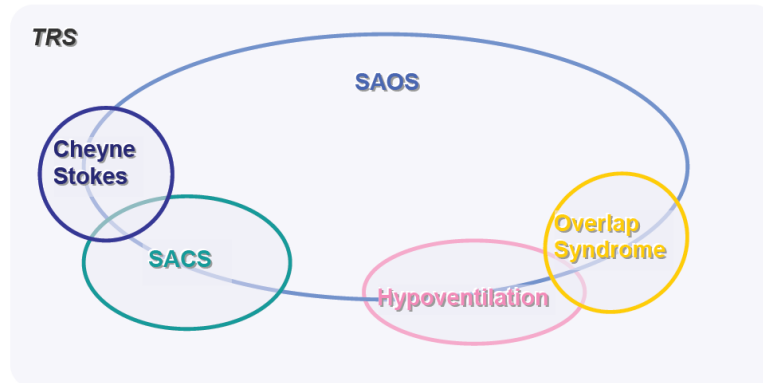 TRS
SAOS
Cheyne
Stokes
SACS
Overlap
Syndrome
Hypoventilation